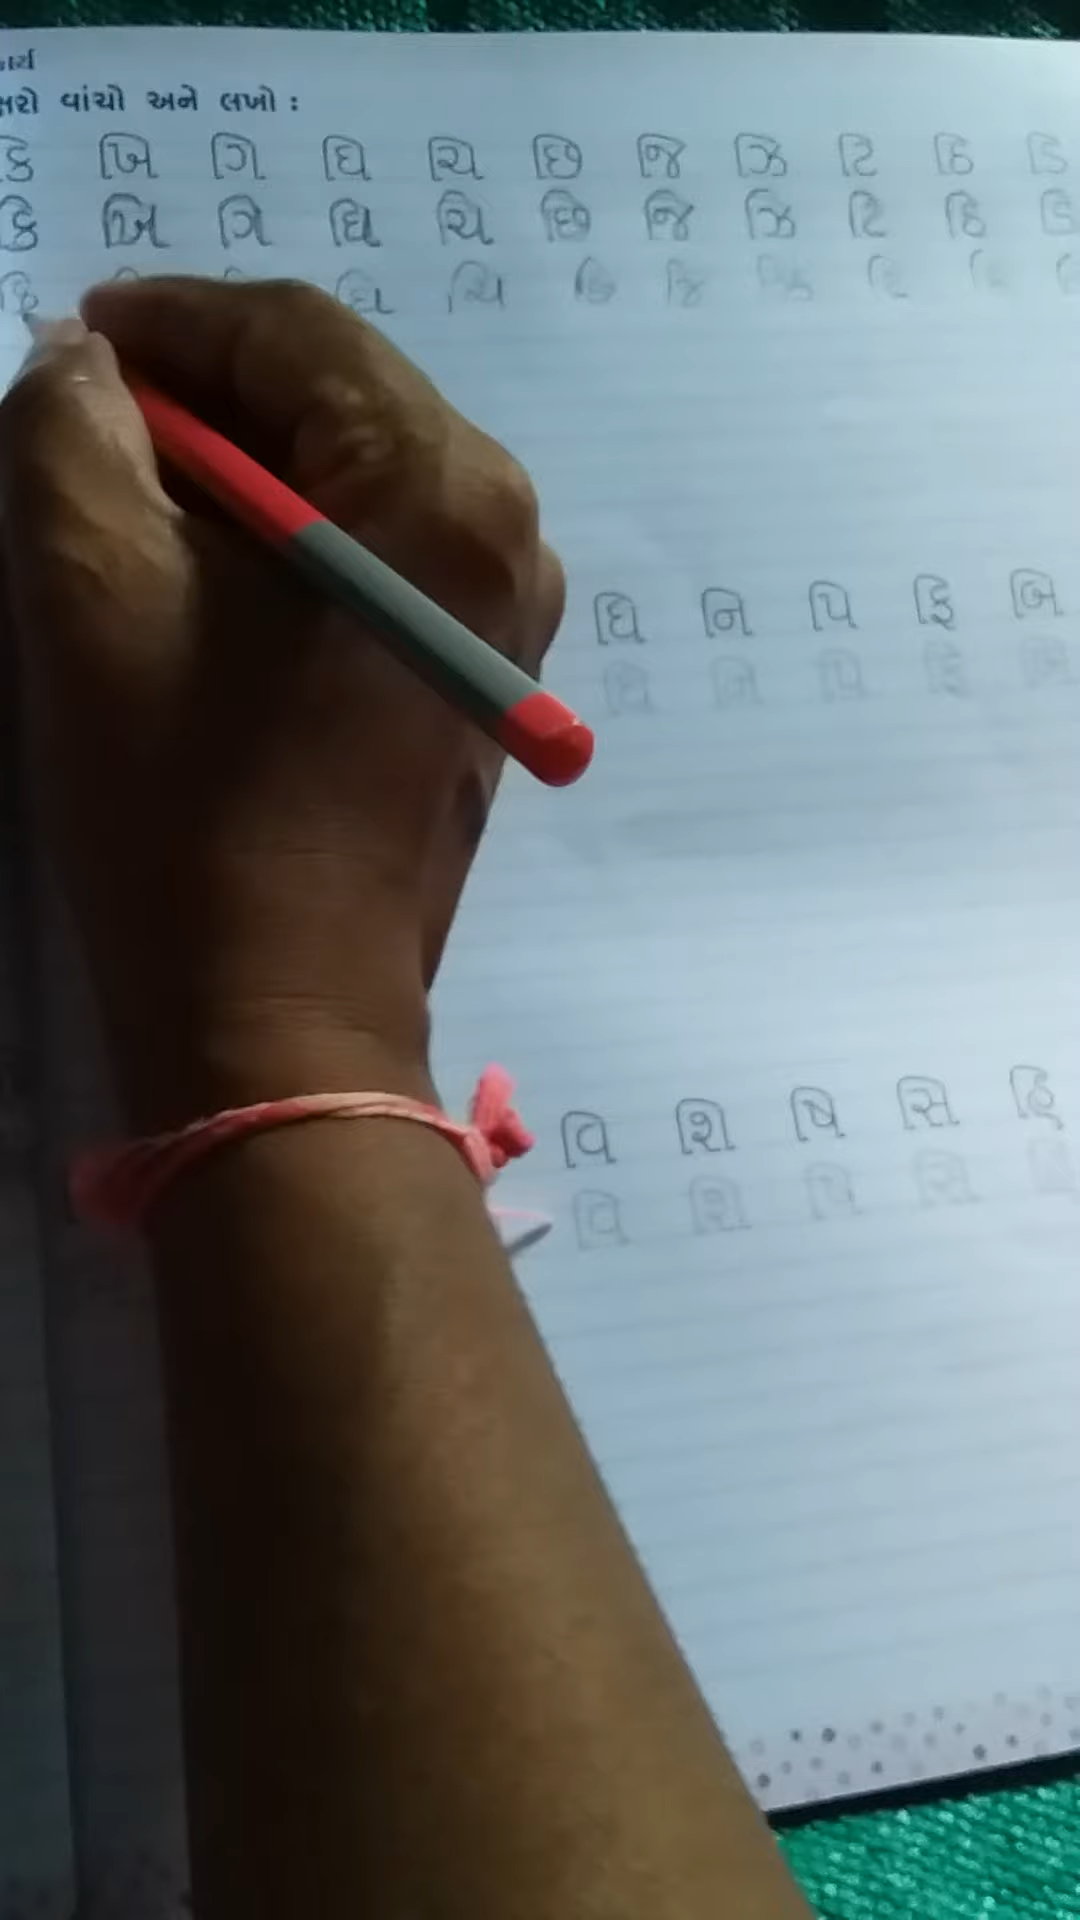 વાંચો અને લખો :
કિ ખિ ગિ ઘિ ચિ છિ જિ ઝિ ટિ ઠિ ડિ
કિ ખિ ગિ ઘિ ચિ છિ જિ ઝિ ટિ ઠિ ડિ
કિ ઘિ ચિ છિ જિ ઝિ ટિ ઠિ
ધિ નિ પિ ફિ બિ
ધિ નિ પિ ફિ બિ
વિ શિ ષિ સિ હિ
વિ શિ ષિ સિ હિ